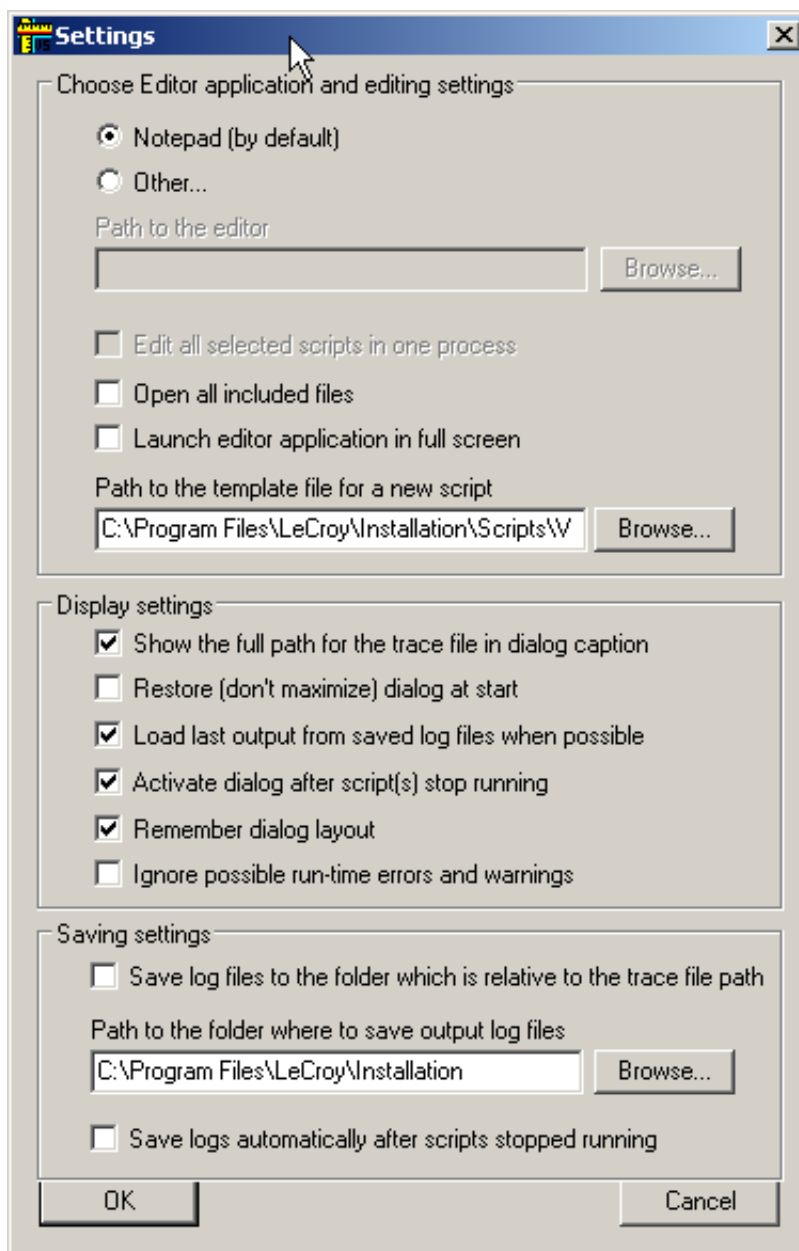 Settings
Choose Editor application and editing settings
Notepad (by default)
Other...
Path to the editor
Browse...
Edit all selected scripts in one process
Open all included files
Launch editor application in full screen
Path to the template file for a new script
C:\Program Files\LeCroy\Installation\Scripts\V
Browse...
Display settings
Show the full path for the trace file in dialog caption
Restore (don't maximize) dialog at start
Load last output from saved log files when possible
Activate dialog after script(s) stop running
Remember dialog layout
Ignore possible run-time errors and warnings
Saving settings
Save log files to the folder which is relative to the trace file path
Path to the folder where to save output log files
C:\Program Files\LeCroy\Installation
Browse...
Save logs automatically after scripts stopped running
OK
Cancel